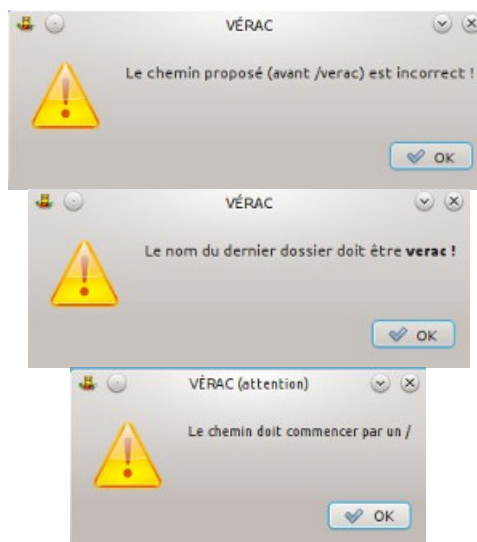 VÉRAC
Le chemin proposé (avant /verac) est incorrect !
OK
VÉRAC
Le nom du dernier dossier doit être verac !
OK
VÉRAC (attention)
Le chemin doit commencer par un /
OK